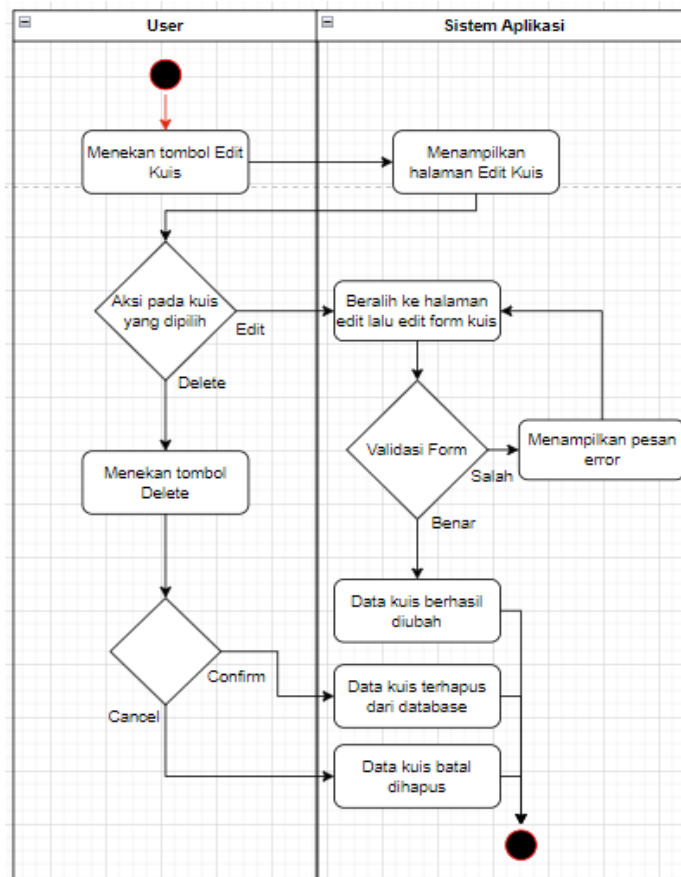 User
Sistem Aplikasi
Menekan tombol Edit
Kuis
Menampilkan
halaman Edit Kuis
Aksi pada kuis
yang dipilih
Edit
Beralih ke halaman
edit lalu edit form kuis
Delete
Validasi Form
Salah
Menampilkan pesan
error
Menekan tombol
Delete
Benar
Data kuis berhasil
diubah
Confirm
Data kuis terhapus
dari database
Cancel
Data kuis batal
dihapus